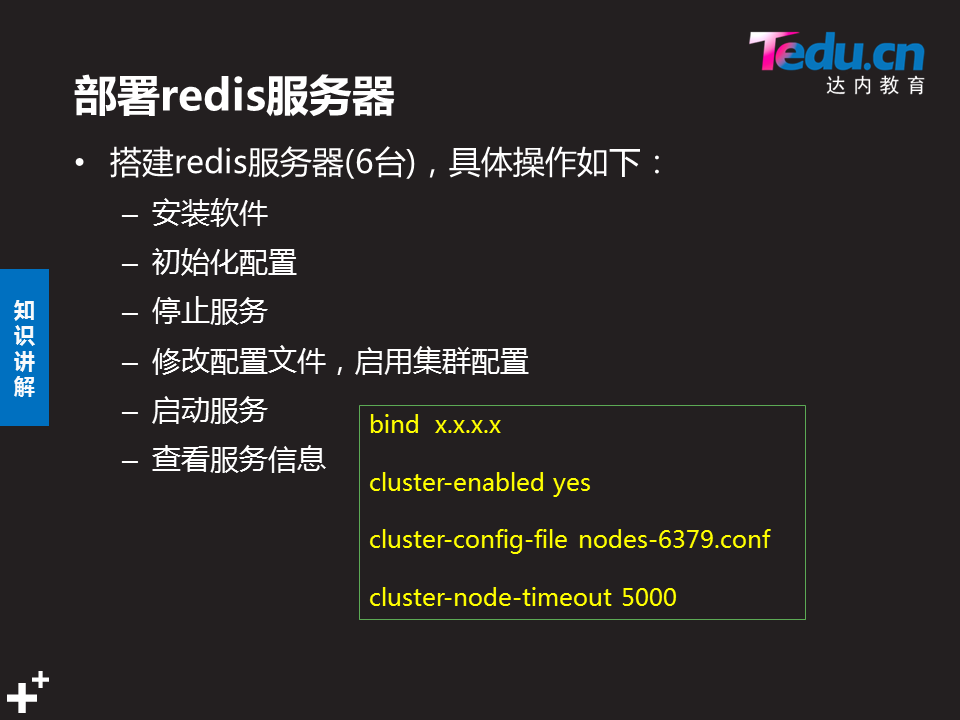 Tedu.cn
达内教育
部署redis服务器
• 搭建redis服务器(6台)，具体操作如下：
– 安装软件
– 初始化配置
– 停止服务
– 修改配置文件，启用集群配置
– 启动服务
– 查看服务信息
知识讲解
bind x.x.x.x
cluster-enabled yes
cluster-config-file nodes-6379.conf
cluster-node-timeout 5000